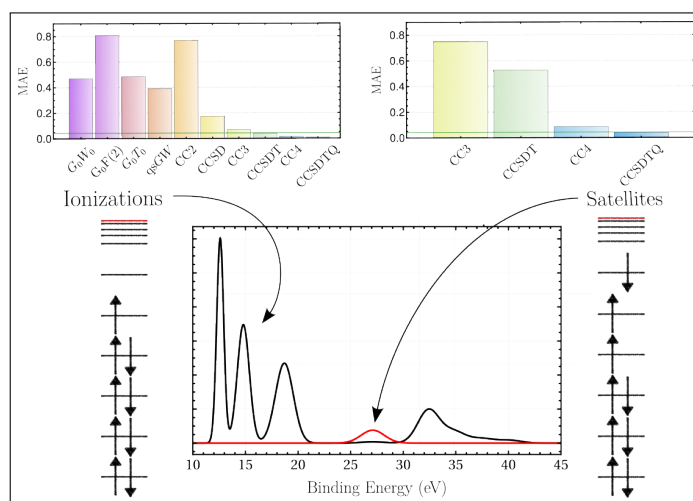 MAE
0.8
0.6
0.4
0.2
0.0
G₀W₀
G₀F(2)
G₀T₀
qsGW
CC2
CCSD
CC3
CCSDT
CC4
CCSDTQ
MAE
0.8
0.6
0.4
0.2
0.0
CC3
CCSDT
CC4
CCSDTQ
Ionizations
Satellites
10 15 20 25 30 35 40 45
Binding Energy (eV)